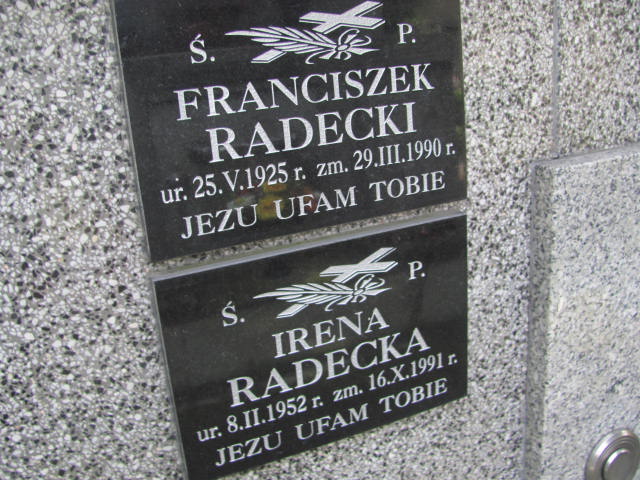 Ś. P.
FRANCISZEK
RADECKI
ur. 25.V.1925 r. zm. 29.III.1990 r.
JEZU UFAM TOBIE
Ś. P.
IRENA
RADECKA
ur. 8.II.1952 r. zm. 16.X.1991 r.
JEZU UFAM TOBIE